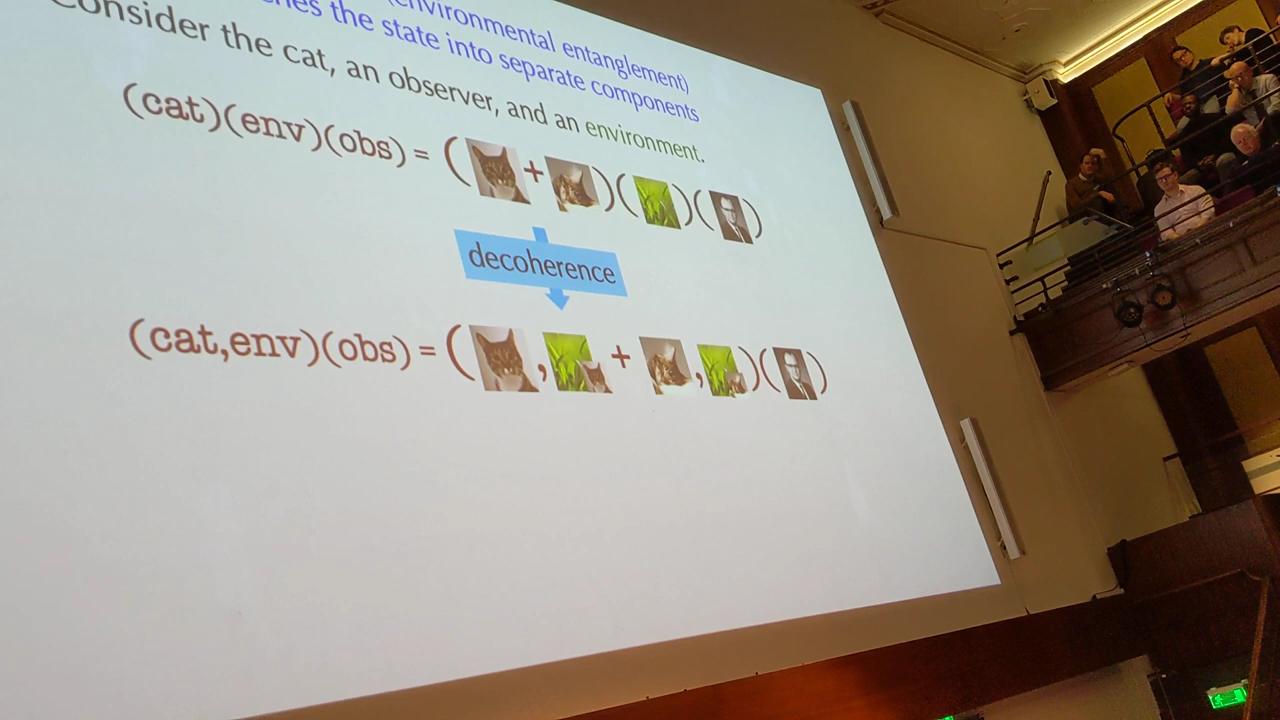 (environmental entanglement)
the state into separate components
Consider the cat, an observer, and an environment.
(cat)(env)(obs) = ( + )( )( )
decoherence
(cat,env)(obs) = ( , + , )( )